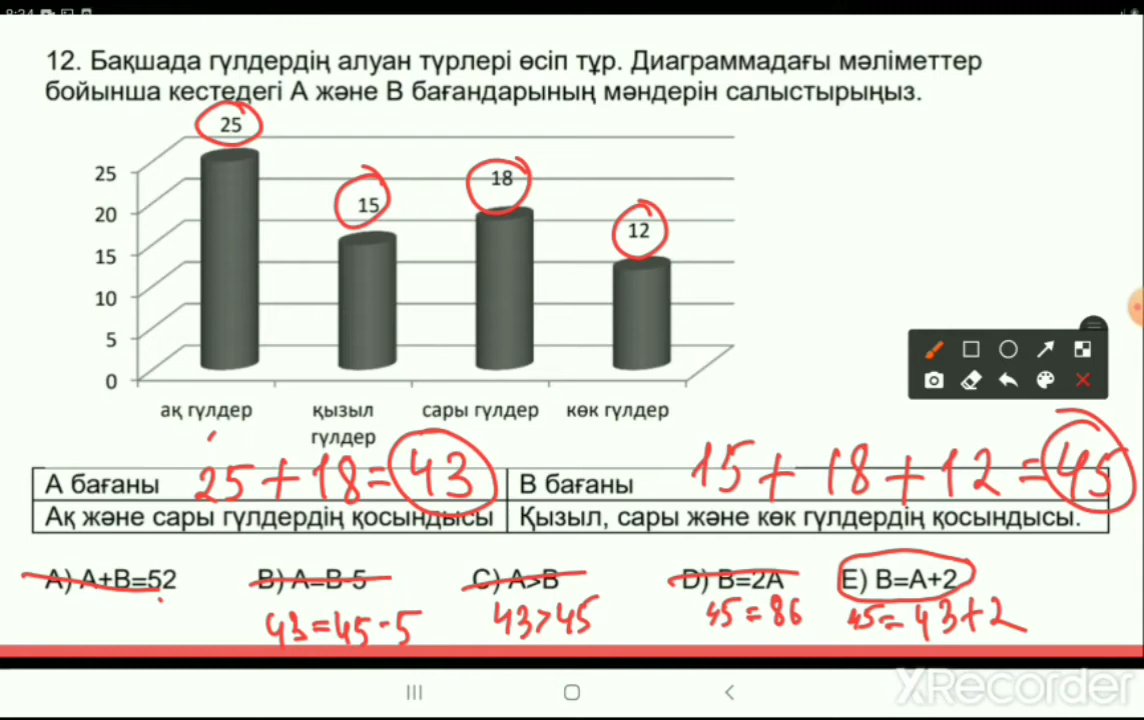 8:34
12. Бақшада гүлдердің алуан түрлері өсіп тұр. Диаграммадағы мәліметтер
бойынша кестедегі А және В бағандарының мәндерін салыстырыңыз.
25
15
18
12
25
20
15
10
5
0
ақ гүлдер
қызыл
гүлдер
сары гүлдер
көк гүлдер
А бағаны 25+18=43
В бағаны 15+18+12=45
Ақ және сары гүлдердің қосындысы
Қызыл, сары және көк гүлдердің қосындысы.
A) A+B=52 B) A=B-5 C) A>B D) B=2A E) B=A+2
43=45-5 43>45 45=86 45=43+2
XRecorder